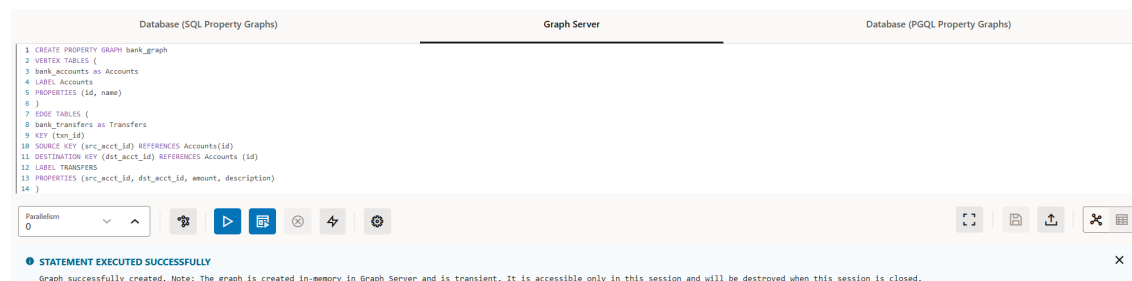 Database (SQL Property Graphs) Graph Server Database (PGQL Property Graphs)
1 CREATE PROPERTY GRAPH bank_graph
2 VERTEX TABLES (
3 bank_accounts as Accounts
4 LABEL Accounts
5 PROPERTIES (id, name)
6 )
7 EDGE TABLES (
8 bank_transfers as Transfers
9 KEY (txn_id)
10 SOURCE KEY (src_acct_id) REFERENCES Accounts(id)
11 DESTINATION KEY (dst_acct_id) REFERENCES Accounts (id)
12 LABEL TRANSFERS
13 PROPERTIES (src_acct_id, dst_acct_id, amount, description)
14 )
Parallelism
0
STATEMENT EXECUTED SUCCESSFULLY
Graph successfully created. Note: The graph is created in-memory in Graph Server and is transient. It is accessible only in this session and will be destroyed when this session is closed.